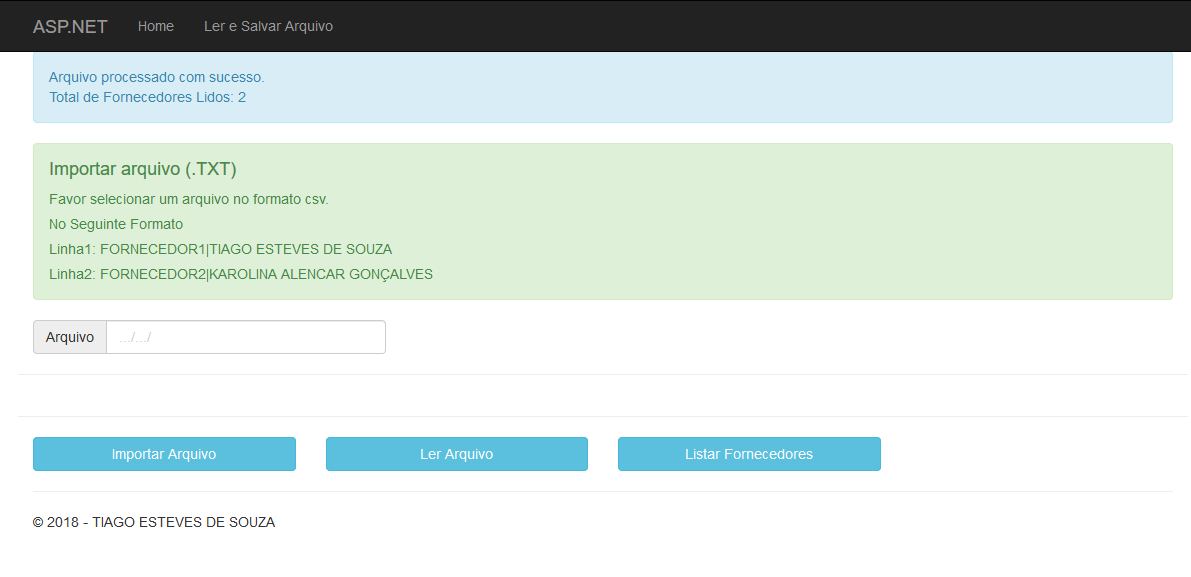 ASP.NET Home Ler e Salvar Arquivo
Arquivo processado com sucesso.
Total de Fornecedores Lidos: 2
Importar arquivo (.TXT)
Favor selecionar um arquivo no formato csv.
No Seguinte Formato
Linha1: FORNECEDOR1|TIAGO ESTEVES DE SOUZA
Linha2: FORNECEDOR2|KAROLINA ALENCAR GONÇALVES
Arquivo .../.../
Importar Arquivo Ler Arquivo Listar Fornecedores
© 2018 - TIAGO ESTEVES DE SOUZA